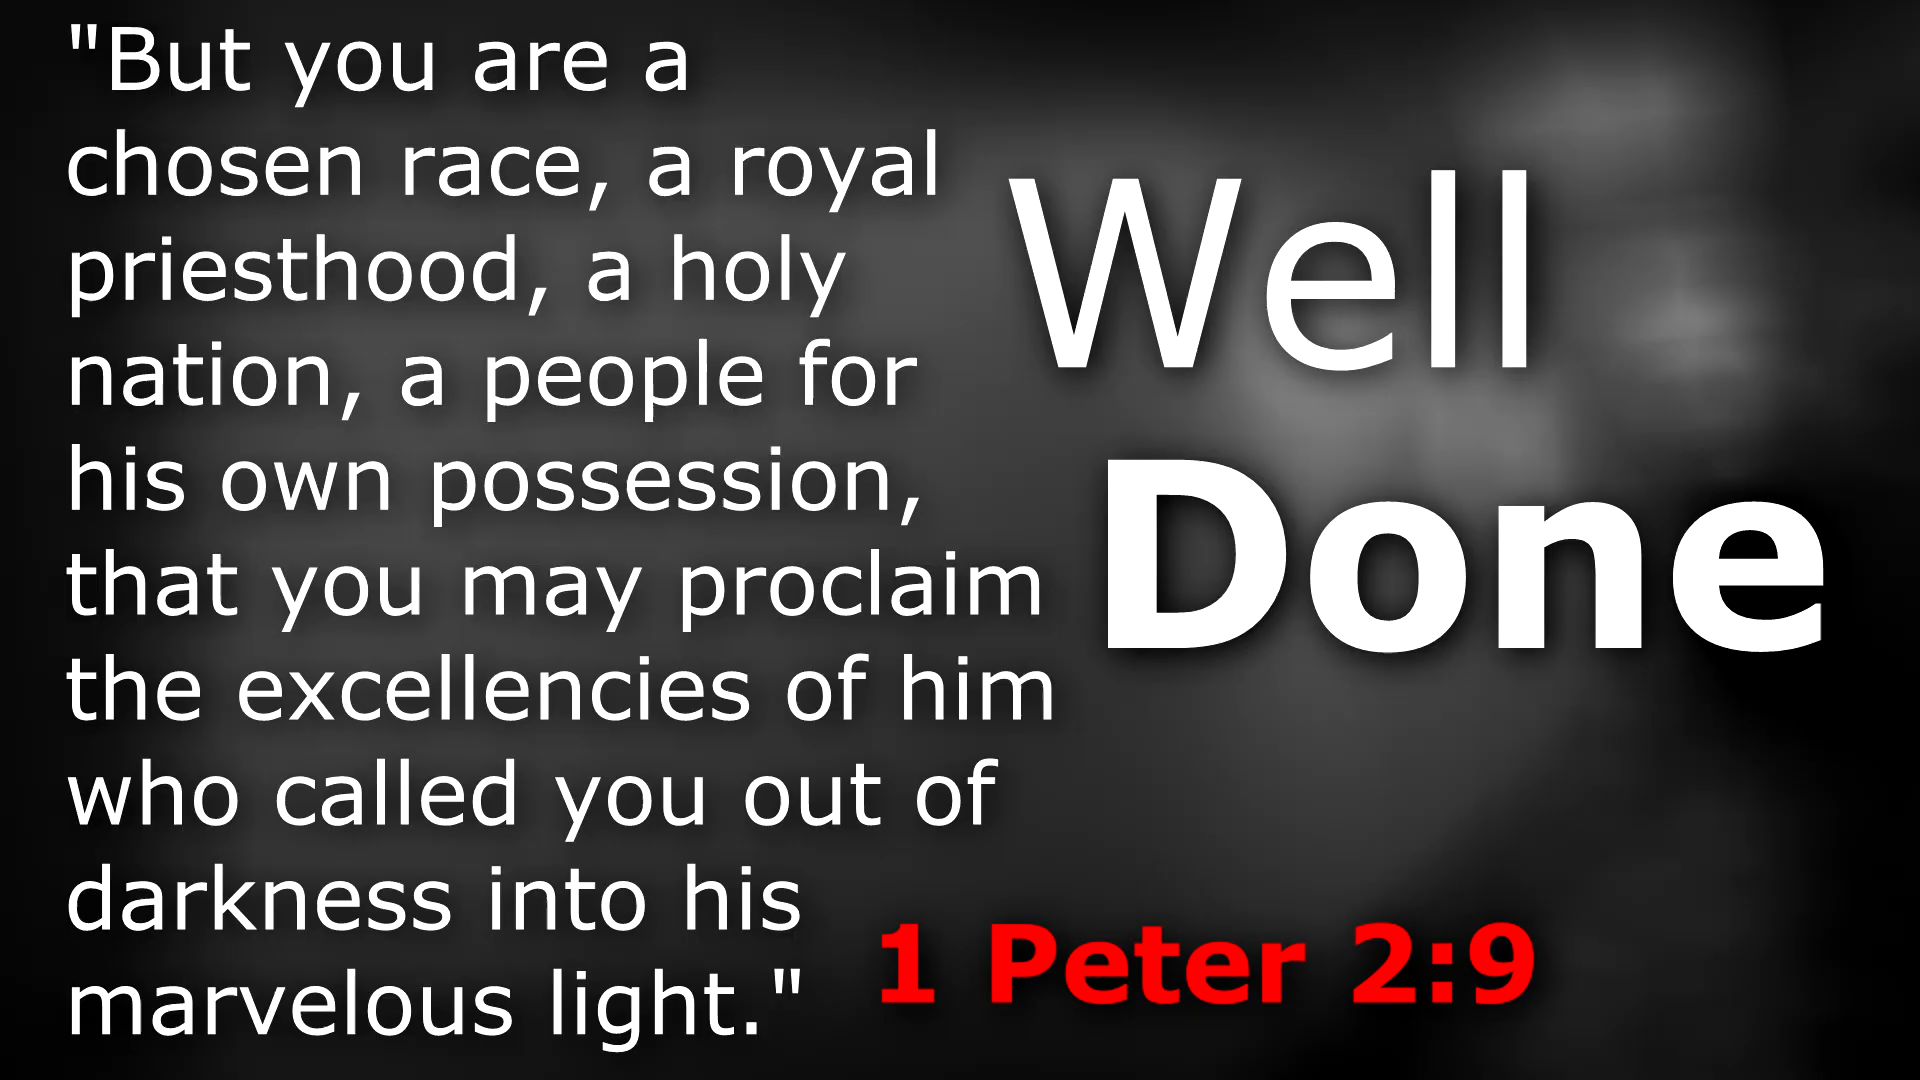 "But you are a
chosen race, a royal
priesthood, a holy
nation, a people for
his own possession,
that you may proclaim
the excellencies of him
who called you out of
darkness into his
marvelous light."
Well
Done
1 Peter 2:9